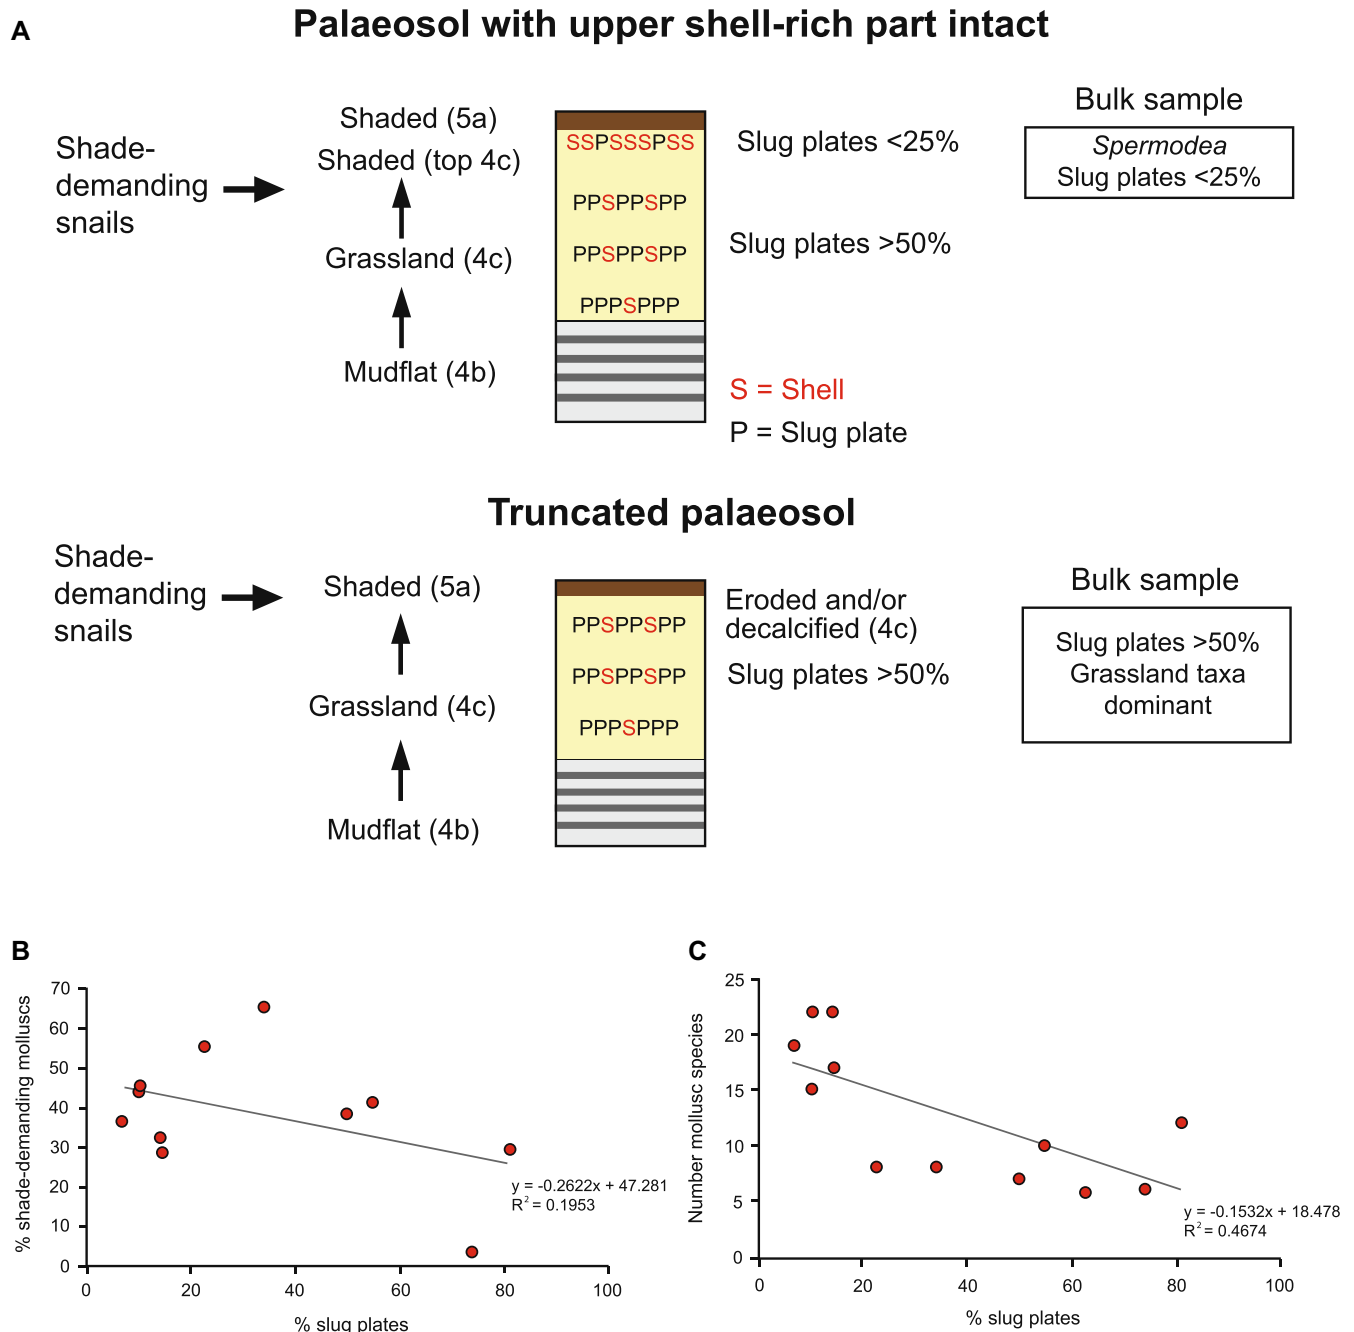 A
Palaeosol with upper shell-rich part intact
Shade-
demanding
snails
Shaded (5a)
Shaded (top 4c)
Grassland (4c)
Mudflat (4b)
SSPSSSPSS
PPSPPSPP
PPSPPSPP
PPPSPPP
Slug plates <25%
Slug plates >50%
S = Shell
P = Slug plate
Bulk sample
Spermodea
Slug plates <25%
Truncated palaeosol
Shade-
demanding
snails
Shaded (5a)
Grassland (4c)
Mudflat (4b)
PPSPPSPP
PPSPPSPP
PPPSPPP
Eroded and/or
decalcified (4c)
Slug plates >50%
Bulk sample
Slug plates >50%
Grassland taxa
dominant
B
% shade-demanding molluscs
70
60
50
40
30
20
10
0
0 20 40 60 80 100
% slug plates
y = -0.2622x + 47.281
R² = 0.1953
C
Number mollusc species
25
20
15
10
5
0
0 20 40 60 80 100
% slug plates
y = -0.1532x + 18.478
R² = 0.4674